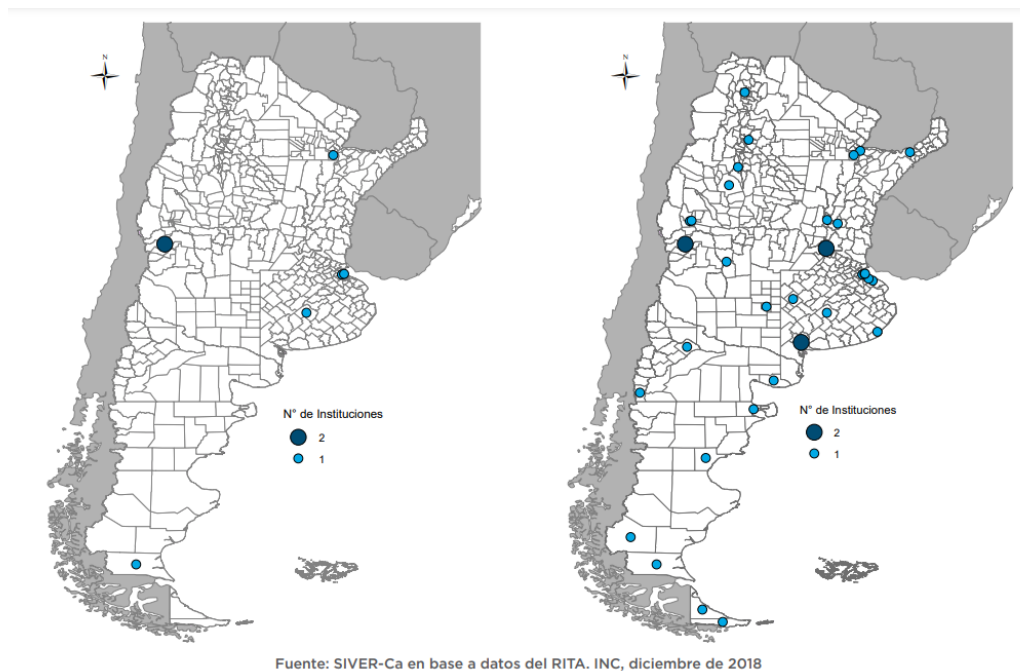 N
N
N° de Instituciones
2
1
N° de Instituciones
2
1
Fuente: SIVER-Ca en base a datos del RITA. INC, diciembre de 2018